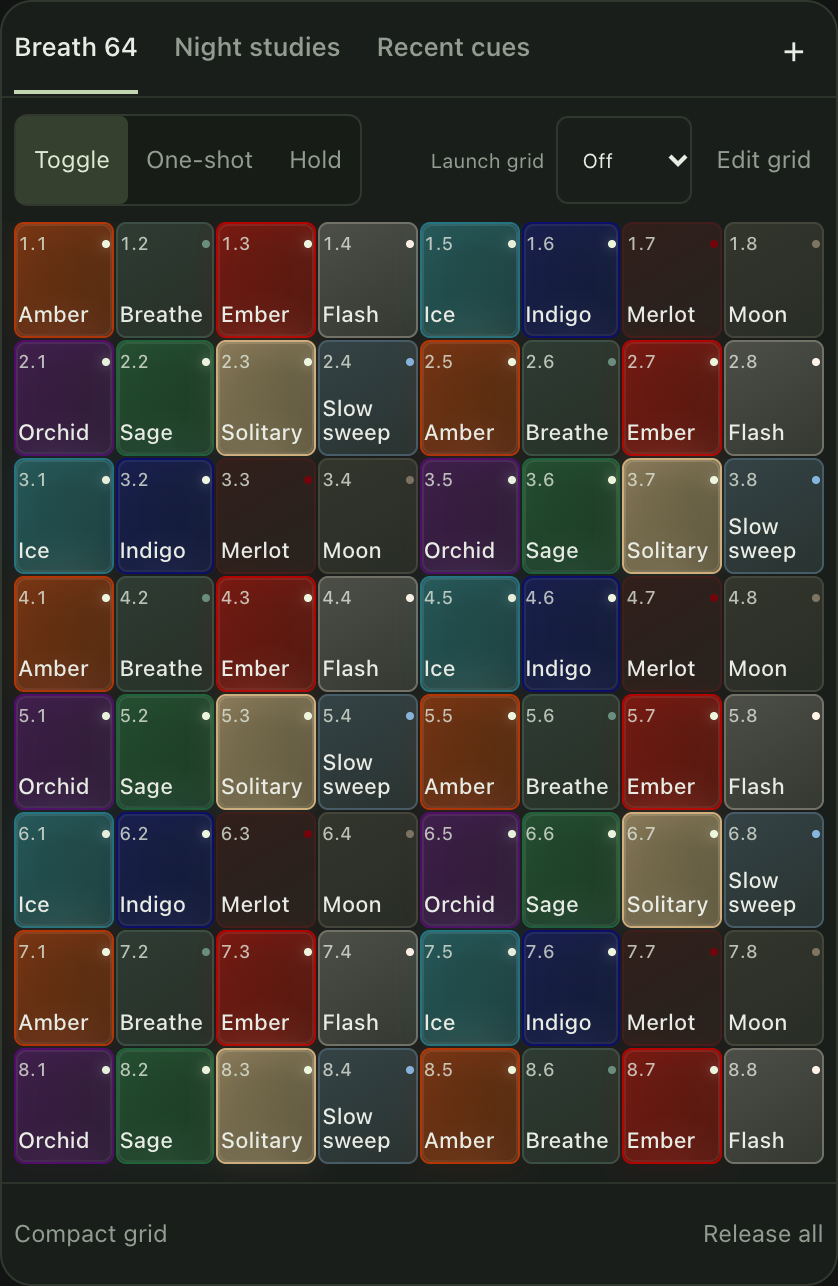 Breath 64 Night studies Recent cues +
Toggle One-shot Hold Launch grid Off Edit grid
1.1 1.2 1.3 1.4 1.5 1.6 1.7 1.8
Amber Breathe Ember Flash Ice Indigo Merlot Moon
2.1 2.2 2.3 2.4 2.5 2.6 2.7 2.8
Orchid Sage Solitary Slow sweep Amber Breathe Ember Flash
3.1 3.2 3.3 3.4 3.5 3.6 3.7 3.8
Ice Indigo Merlot Moon Orchid Sage Solitary Slow sweep
4.1 4.2 4.3 4.4 4.5 4.6 4.7 4.8
Amber Breathe Ember Flash Ice Indigo Merlot Moon
5.1 5.2 5.3 5.4 5.5 5.6 5.7 5.8
Orchid Sage Solitary Slow sweep Amber Breathe Ember Flash
6.1 6.2 6.3 6.4 6.5 6.6 6.7 6.8
Ice Indigo Merlot Moon Orchid Sage Solitary Slow sweep
7.1 7.2 7.3 7.4 7.5 7.6 7.7 7.8
Amber Breathe Ember Flash Ice Indigo Merlot Moon
8.1 8.2 8.3 8.4 8.5 8.6 8.7 8.8
Orchid Sage Solitary Slow sweep Amber Breathe Ember Flash
Compact grid Release all